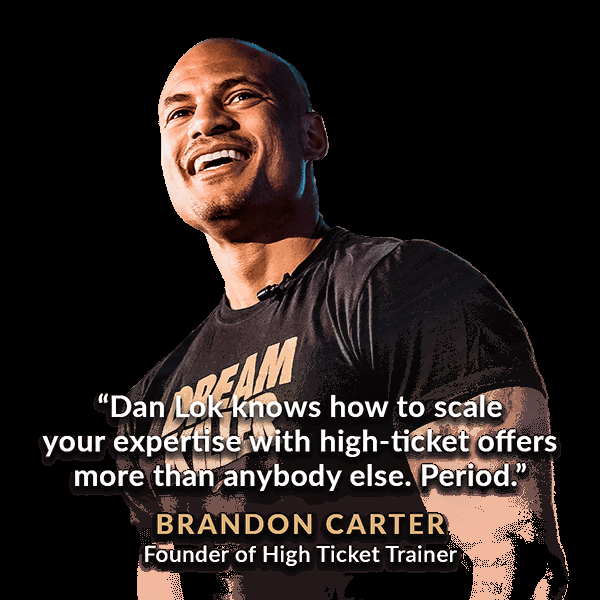 DREAM
KILLER
“Dan Lok knows how to scale
your expertise with high-ticket offers
more than anybody else. Period.”
BRANDON CARTER
Founder of High Ticket Trainer